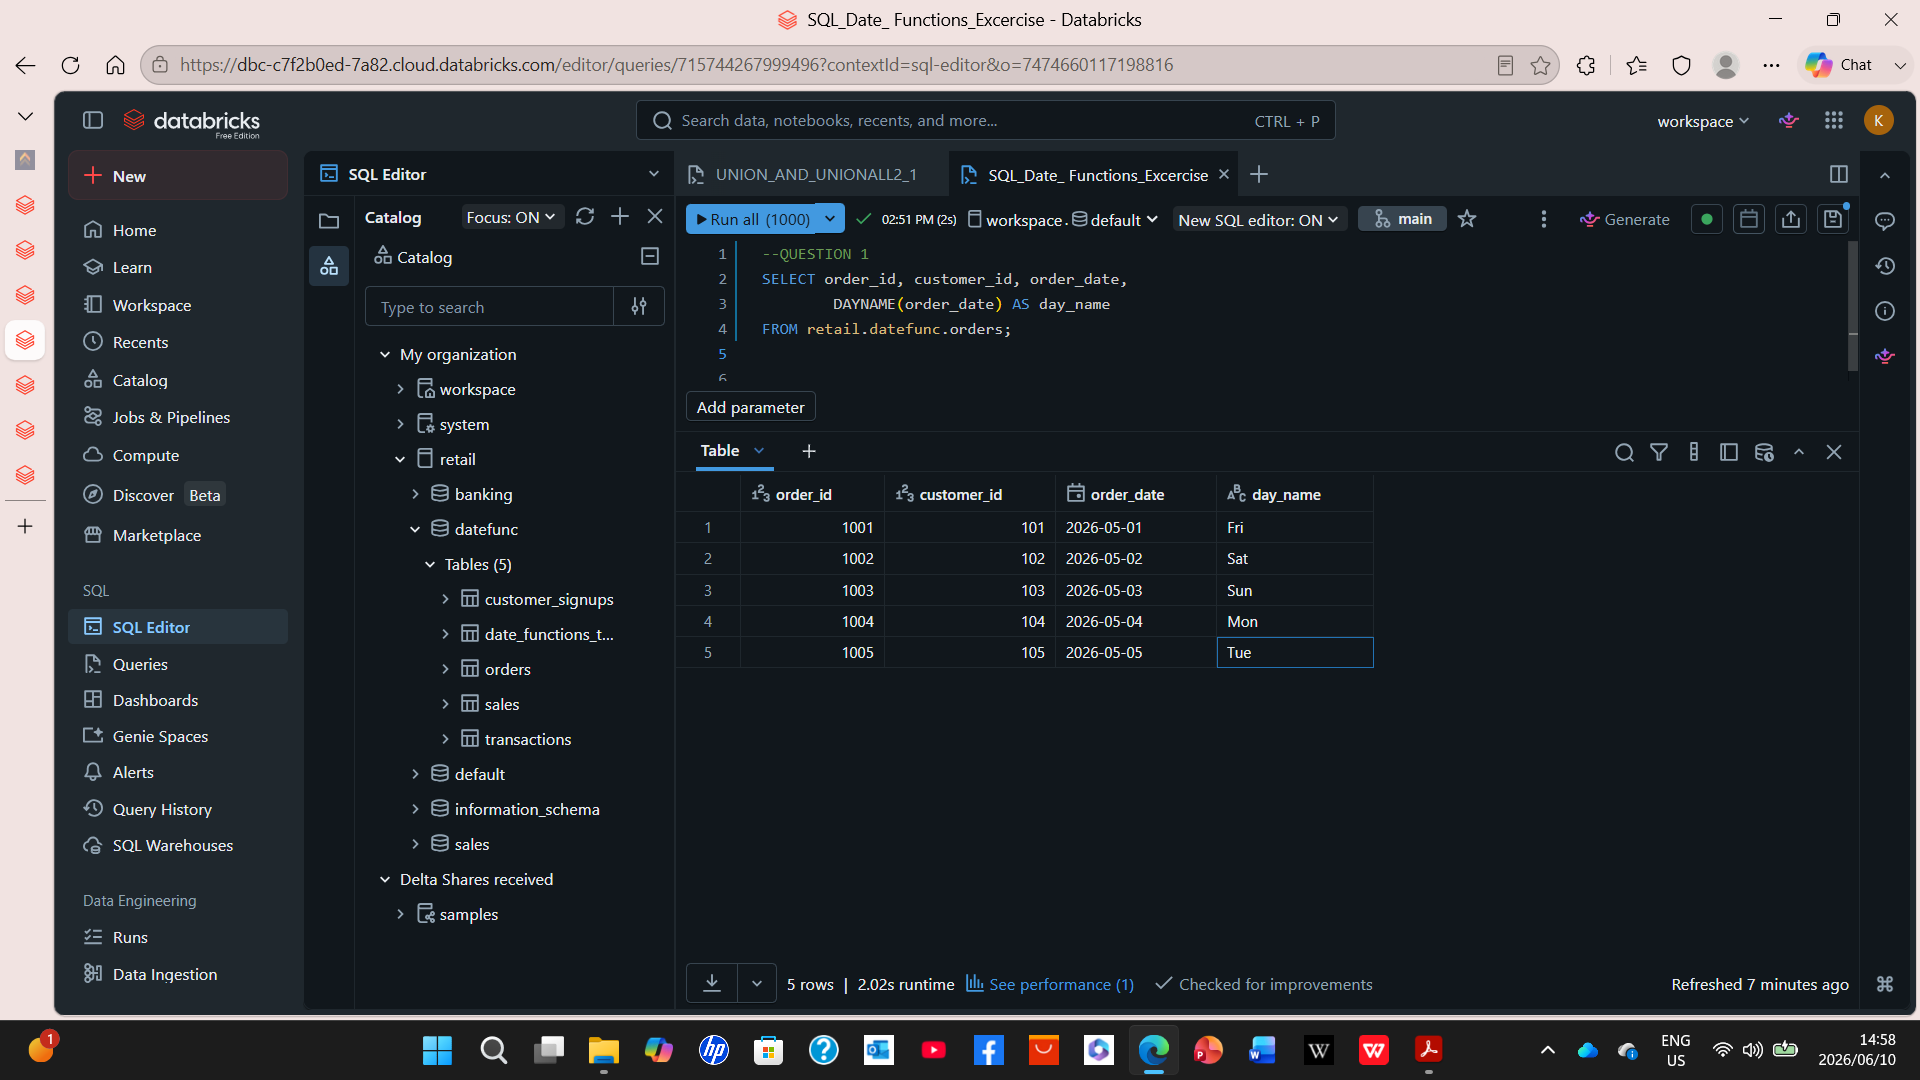 SQL_Date_ Functions_Excercise - Databricks
https://dbc-c7f2b0ed-7a82.cloud.databricks.com/editor/queries/715744267999496?contextId=sql-editor&o=7474660117198816
Chat
databricks
Free Edition
Search data, notebooks, recents, and more...
CTRL + P
workspace
K
New
Home
Learn
Workspace
Recents
Catalog
Jobs & Pipelines
Compute
Discover Beta
Marketplace
SQL
SQL Editor
Queries
Dashboards
Genie Spaces
Alerts
Query History
SQL Warehouses
Data Engineering
Runs
Data Ingestion
SQL Editor
Catalog
Focus: ON
Catalog
Type to search
My organization
workspace
system
retail
banking
datefunc
Tables (5)
customer_signups
date_functions_t...
orders
sales
transactions
default
information_schema
sales
Delta Shares received
samples
UNION_AND_UNIONALL2_1
SQL_Date_ Functions_Excercise
Run all (1000)
02:51 PM (2s)
workspace.
default
New SQL editor: ON
main
Generate
1 --QUESTION 1
2 SELECT order_id, customer_id, order_date,
3 DAYNAME(order_date) AS day_name
4 FROM retail.datefunc.orders;
5
6
Add parameter
Table
order_id customer_id order_date day_name
1 1001 101 2026-05-01 Fri
2 1002 102 2026-05-02 Sat
3 1003 103 2026-05-03 Sun
4 1004 104 2026-05-04 Mon
5 1005 105 2026-05-05 Tue
5 rows | 2.02s runtime
See performance (1)
Checked for improvements
Refreshed 7 minutes ago
1
ENG
US
14:58
2026/06/10